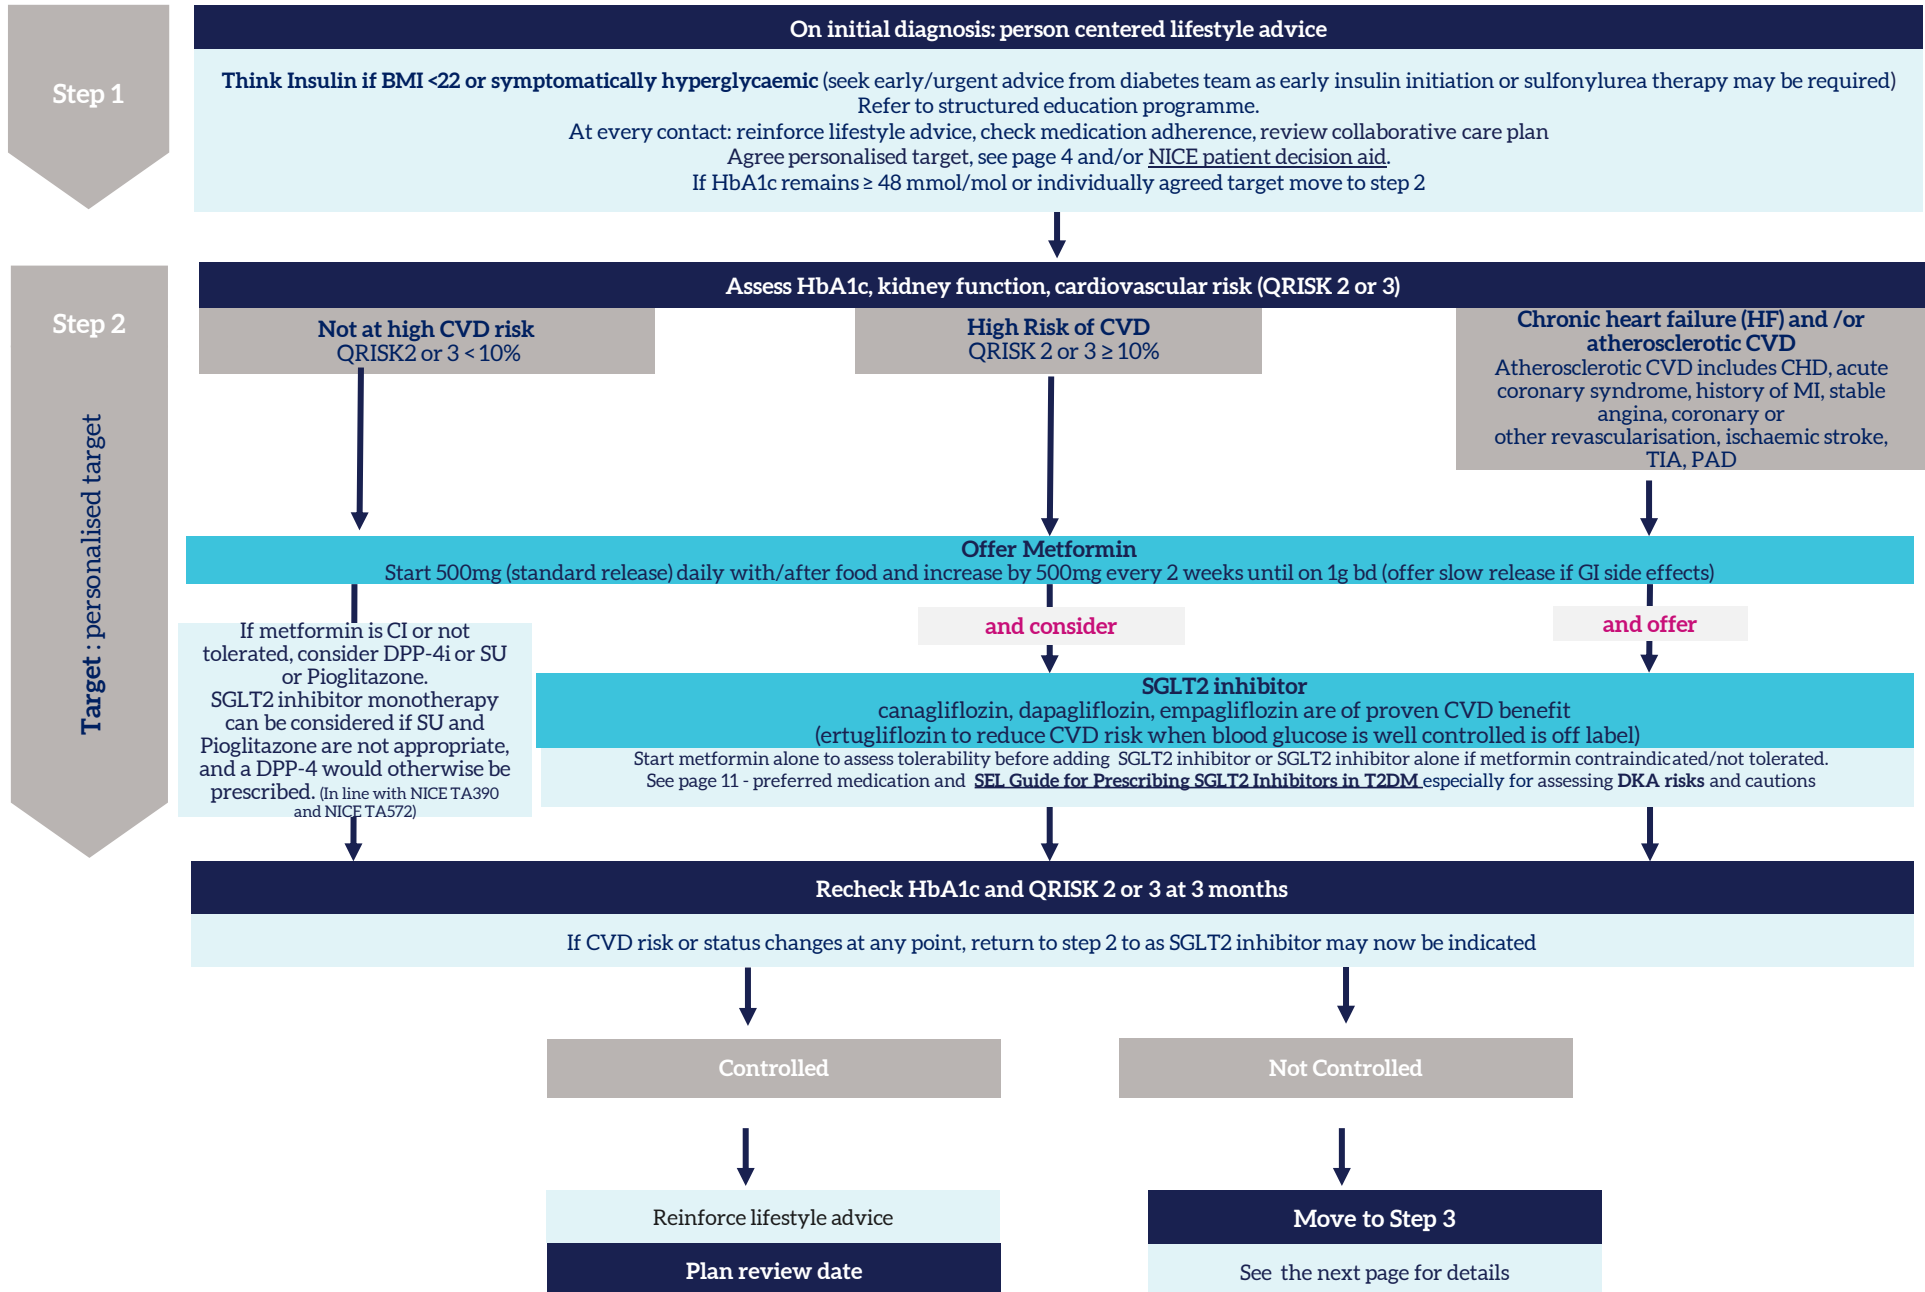 Step 1
On initial diagnosis: person centered lifestyle advice
Think Insulin if BMI <22 or symptomatically hyperglycaemic (seek early/urgent advice from diabetes team as early insulin initiation or sulfonylurea therapy may be required)
Refer to structured education programme.
At every contact: reinforce lifestyle advice, check medication adherence, review collaborative care plan
Agree personalised target, see page 4 and/or NICE patient decision aid.
If HbA1c remains ≥ 48 mmol/mol or individually agreed target move to step 2
Step 2
Target : personalised target
Assess HbA1c, kidney function, cardiovascular risk (QRISK 2 or 3)
Not at high CVD risk
QRISK2 or 3 < 10%
High Risk of CVD
QRISK 2 or 3 ≥ 10%
Chronic heart failure (HF) and /or
atherosclerotic CVD
Atherosclerotic CVD includes CHD, acute
coronary syndrome, history of MI, stable
angina, coronary or
other revascularisation, ischaemic stroke,
TIA, PAD
Offer Metformin
Start 500mg (standard release) daily with/after food and increase by 500mg every 2 weeks until on 1g bd (offer slow release if GI side effects)
If metformin is CI or not
tolerated, consider DPP-4i or SU
or Pioglitazone.
SGLT2 inhibitor monotherapy
can be considered if SU and
Pioglitazone are not appropriate,
and a DPP-4 would otherwise be
prescribed. (In line with NICE TA390
and NICE TA572)
and consider
and offer
SGLT2 inhibitor
canagliflozin, dapagliflozin, empagliflozin are of proven CVD benefit
(ertugliflozin to reduce CVD risk when blood glucose is well controlled is off label)
Start metformin alone to assess tolerability before adding SGLT2 inhibitor or SGLT2 inhibitor alone if metformin contraindicated/not tolerated.
See page 11 - preferred medication and SEL Guide for Prescribing SGLT2 Inhibitors in T2DM especially for assessing DKA risks and cautions
Recheck HbA1c and QRISK 2 or 3 at 3 months
If CVD risk or status changes at any point, return to step 2 to as SGLT2 inhibitor may now be indicated
Controlled
Not Controlled
Reinforce lifestyle advice
Plan review date
Move to Step 3
See the next page for details